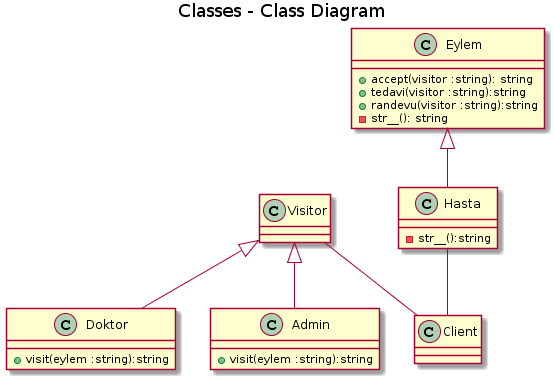 Classes - Class Diagram
C Eylem
accept(visitor :string): string
tedavi(visitor :string):string
randevu(visitor :string):string
str__(): string
C Visitor
C Hasta
str__():string
C Doktor
visit(eylem :string):string
C Admin
visit(eylem :string):string
C Client